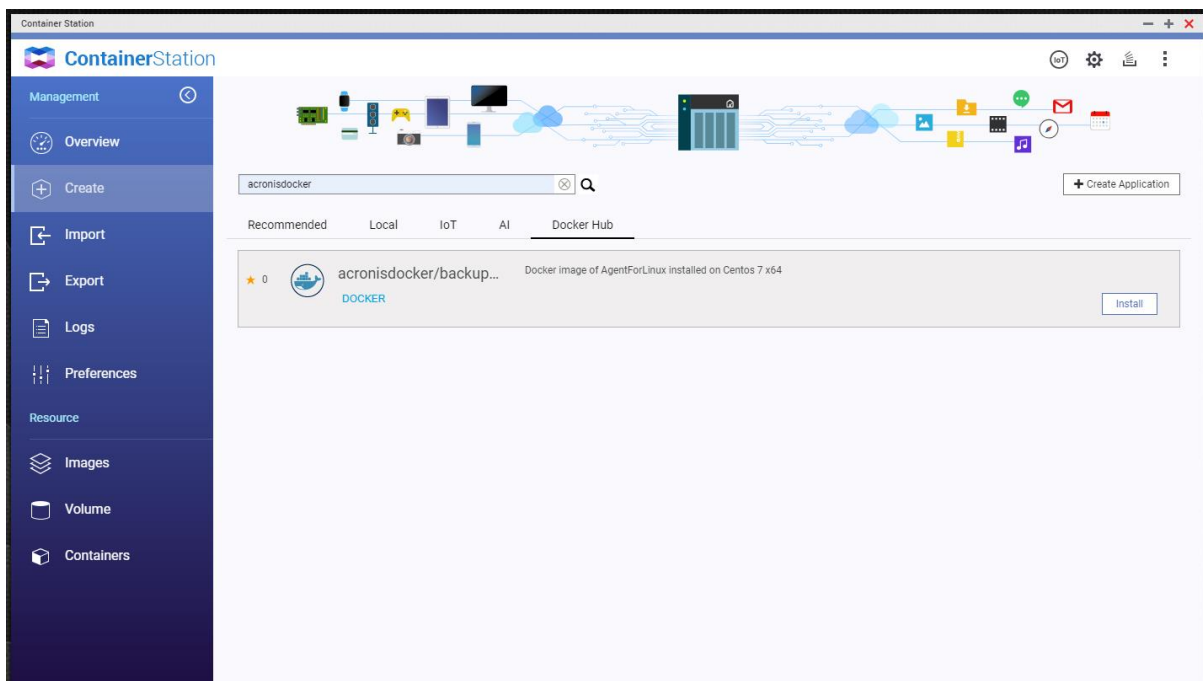 Container Station
ContainerStation
IoT
Management
Overview
Create
Import
Export
Logs
Preferences
Resource
Images
Volume
Containers
acronisdocker
+ Create Application
Recommended Local IoT AI Docker Hub
0
acronisdocker/backup...
Docker image of AgentForLinux installed on Centos 7 x64
DOCKER
Install